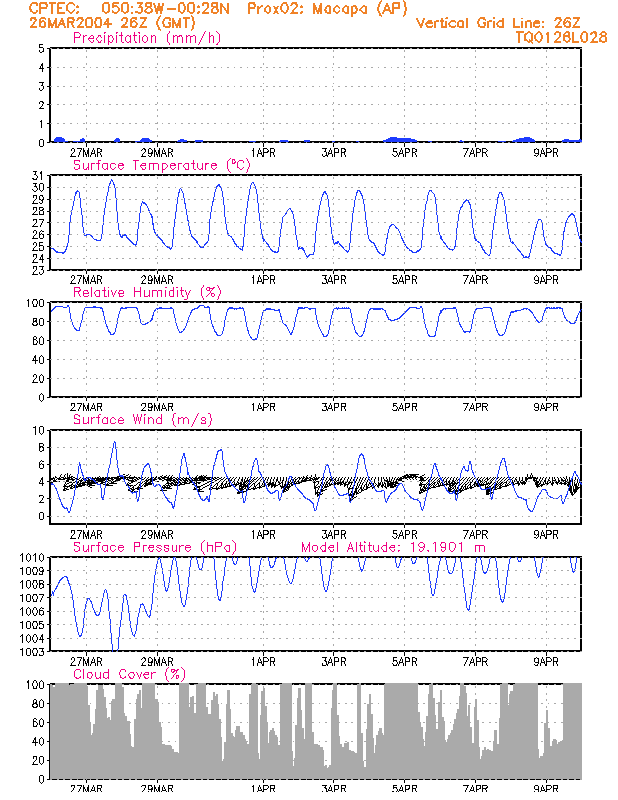 CPTEC: 050:38W-00:28N Prox02: Macapa (AP)
26MAR2004 26Z (GMT) Vertical Grid Line: 26Z
Precipitation (mm/h) TQ0126L028
5
4
3
2
1
0
27MAR 29MAR 1APR 3APR 5APR 7APR 9APR
Surface Temperature (ºC)
31
30
29
28
27
26
25
24
23
27MAR 29MAR 1APR 3APR 5APR 7APR 9APR
Relative Humidity (%)
100
80
60
40
20
0
27MAR 29MAR 1APR 3APR 5APR 7APR 9APR
Surface Wind (m/s)
10
8
6
4
2
0
27MAR 29MAR 1APR 3APR 5APR 7APR 9APR
Surface Pressure (hPa) Model Altitude: 19.1901 m
1010
1009
1008
1007
1006
1005
1004
1003
27MAR 29MAR 1APR 3APR 5APR 7APR 9APR
Cloud Cover (%)
100
80
60
40
20
0
27MAR 29MAR 1APR 3APR 5APR 7APR 9APR